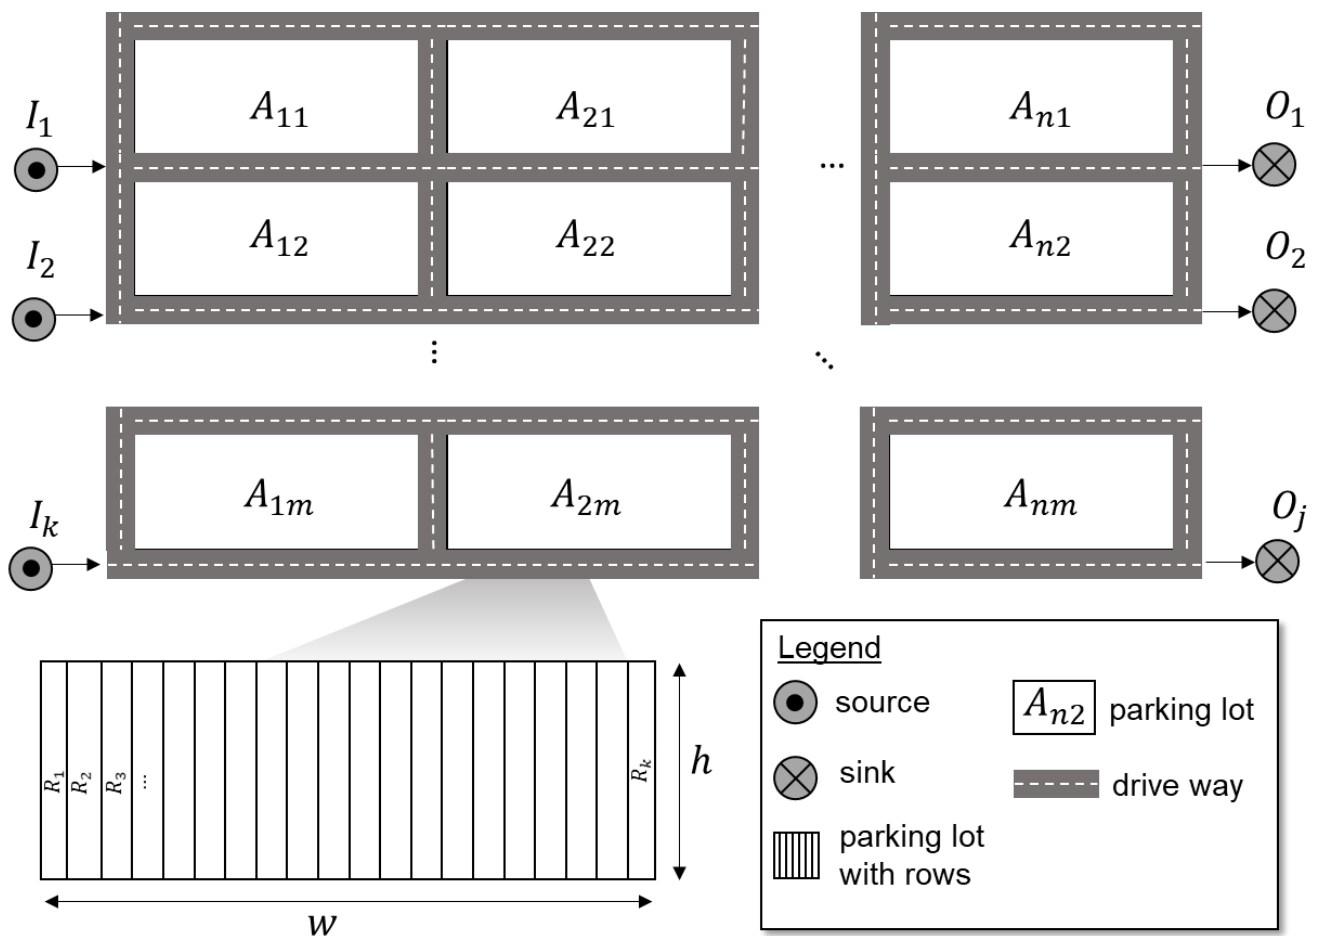 A₁₁ A₂₁ Aₙ₁
I₁ O₁
...
A₁₂ A₂₂ Aₙ₂
I₂ O₂
⋮ ⋱
A₁ₘ A₂ₘ Aₙₘ
Iₖ Oⱼ
R₁ R₂ R₃ ... Rₖ
h
w
Legend
source
Aₙ₂ parking lot
sink
drive way
parking lot
with rows